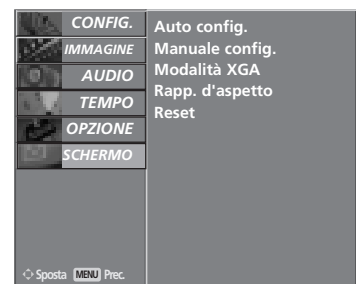 CONFIG.
IMMAGINE
AUDIO
TEMPO
OPZIONE
SCHERMO
Auto config.
Manuale config.
Modalità XGA
Rapp. d'aspetto
Reset
Sposta MENU Prec.